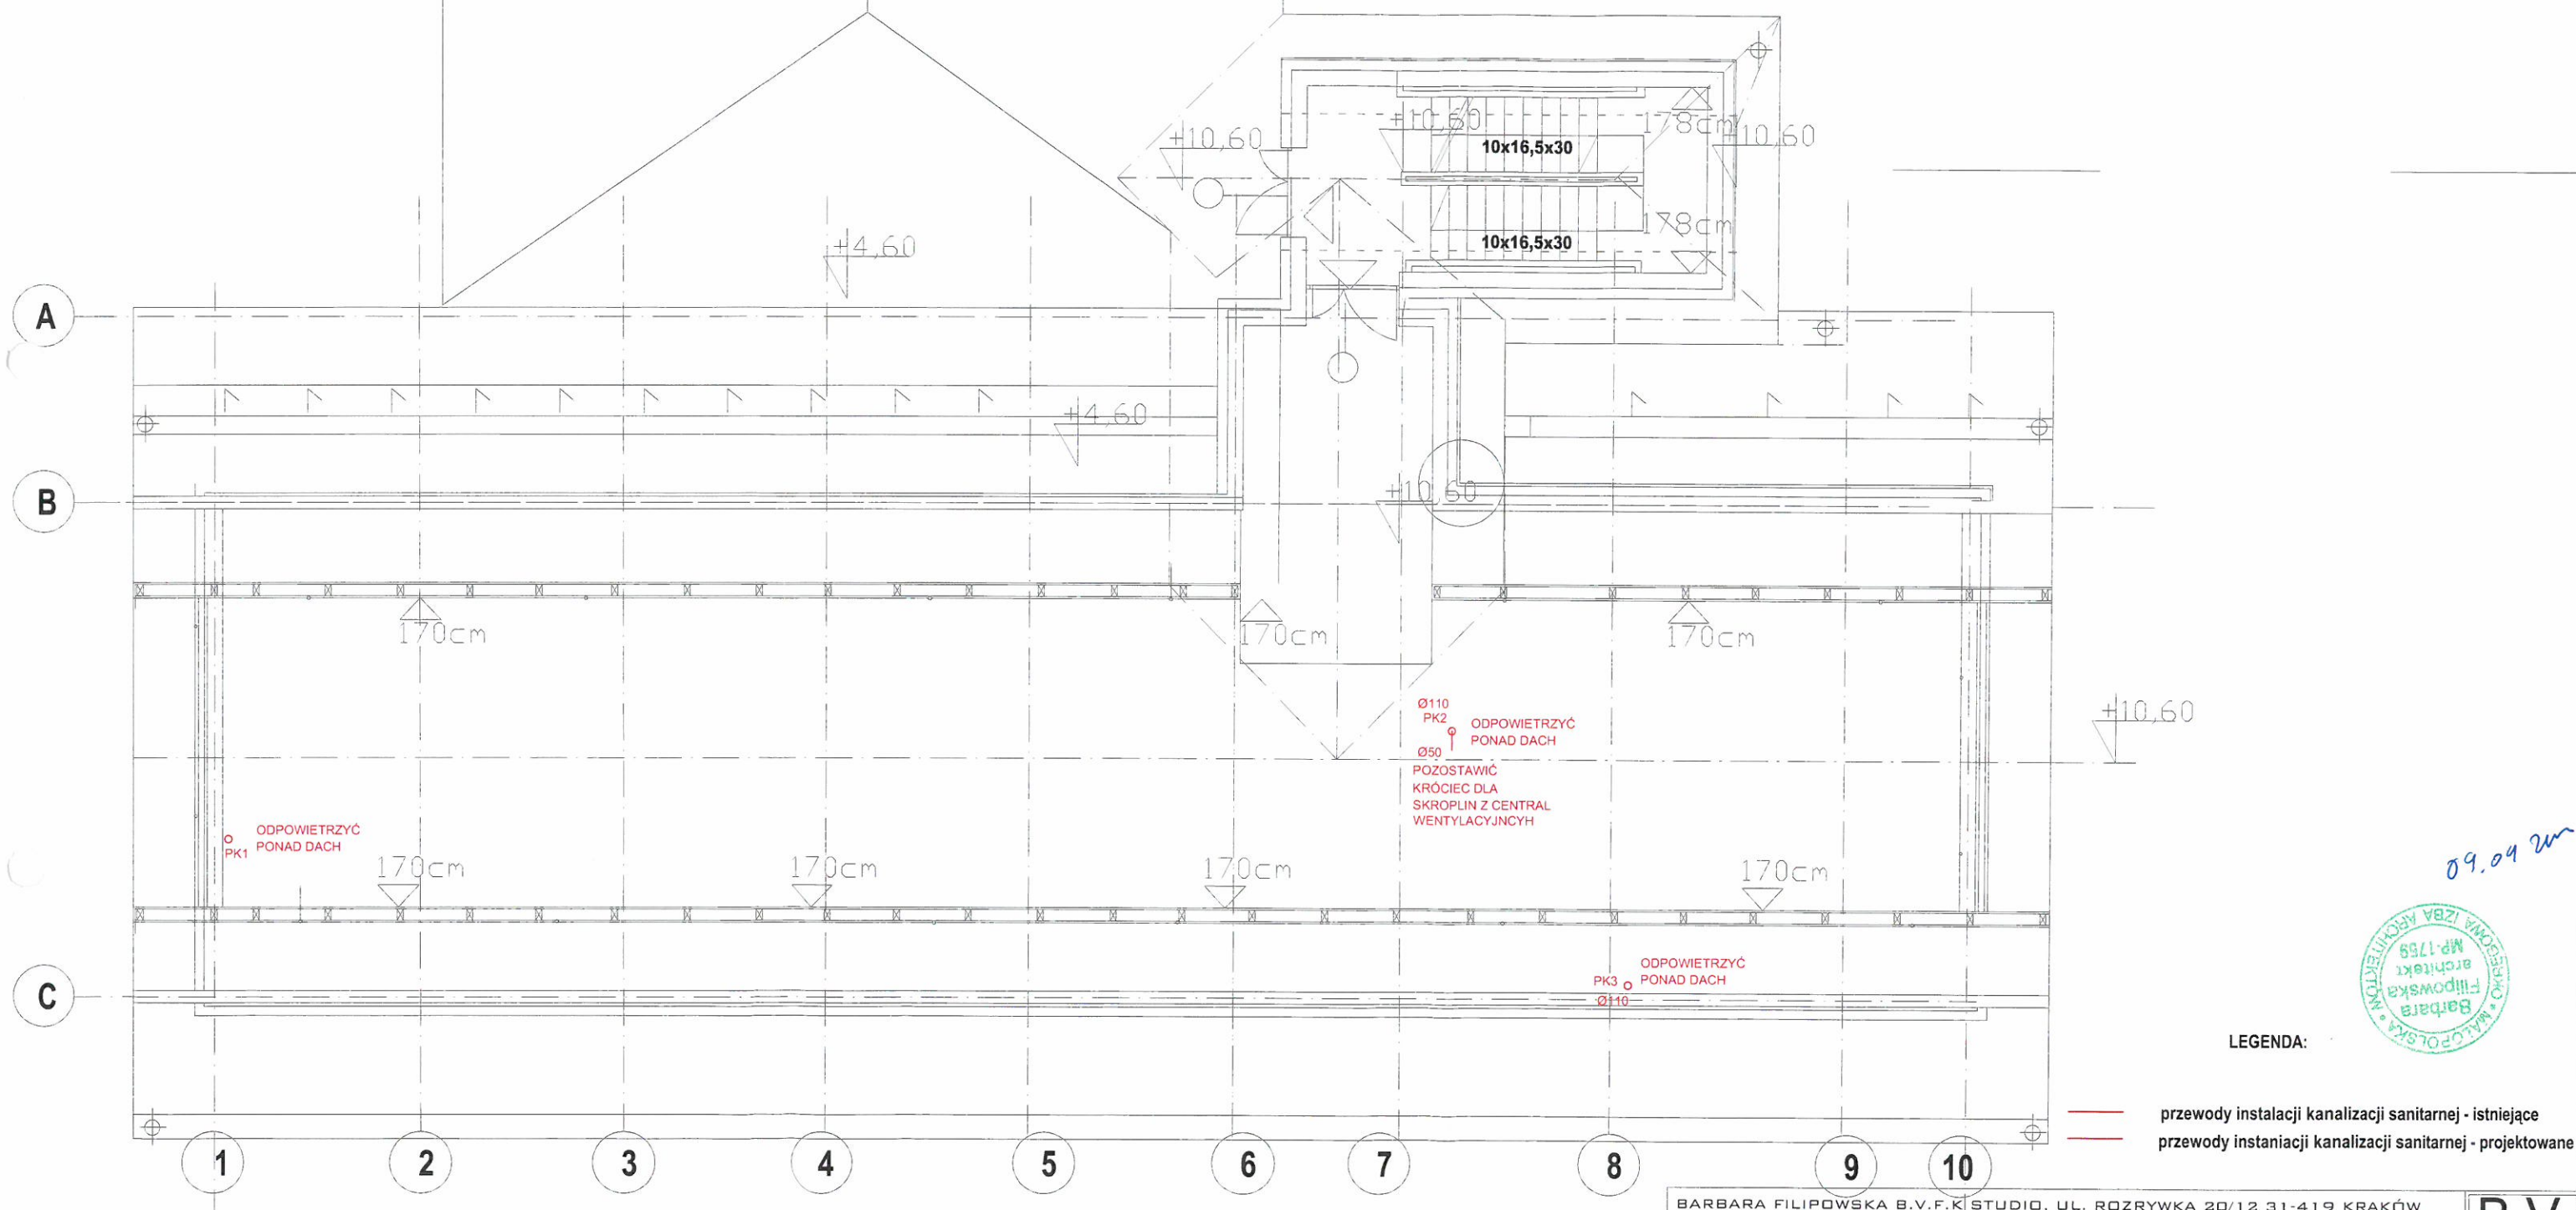 +10,60
+10,60
178cm
+10,60
10x16,5x30
178cm
10x16,5x30
+4,60
A
+4,60
B
+10,60
170cm
170cm
170cm
Ø110
PK2
ODPOWIETRZYĆ
PONAD DACH
Ø50
POZOSTAWIĆ
KRÓCIEC DLA
SKROPLIN Z CENTRAL
WENTYLACYJNCYH
+10,60
ODPOWIETRZYĆ
PONAD DACH
PK1
170cm
170cm
170cm
170cm
09.09
MAŁOPOLSKA OKRĘGOWA IZBA ARCHITEKTÓW
Barbara
Filipowska
architekt
MP-1759
ODPOWIETRZYĆ
PONAD DACH
PK3
Ø110
C
LEGENDA:
przewody instalacji kanalizacji sanitarnej - istniejące
przewody instaniacji kanalizacji sanitarnej - projektowane
1
2
3
4
5
6
7
8
9
10
BARBARA FILIPOWSKA B.V.F.K STUDIO, UL. ROZRYWKA 20/12 31-419 KRAKÓW